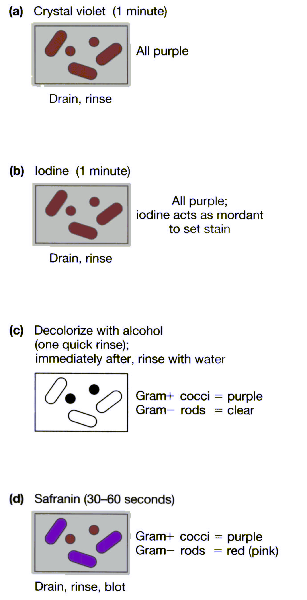 (a) Crystal violet (1 minute)
All purple
Drain, rinse
(b) Iodine (1 minute)
All purple;
iodine acts as mordant
to set stain
Drain, rinse
(c) Decolorize with alcohol
(one quick rinse);
immediately after, rinse with water
Gram+ cocci = purple
Gram− rods = clear
(d) Safranin (30–60 seconds)
Gram+ cocci = purple
Gram− rods = red (pink)
Drain, rinse, blot